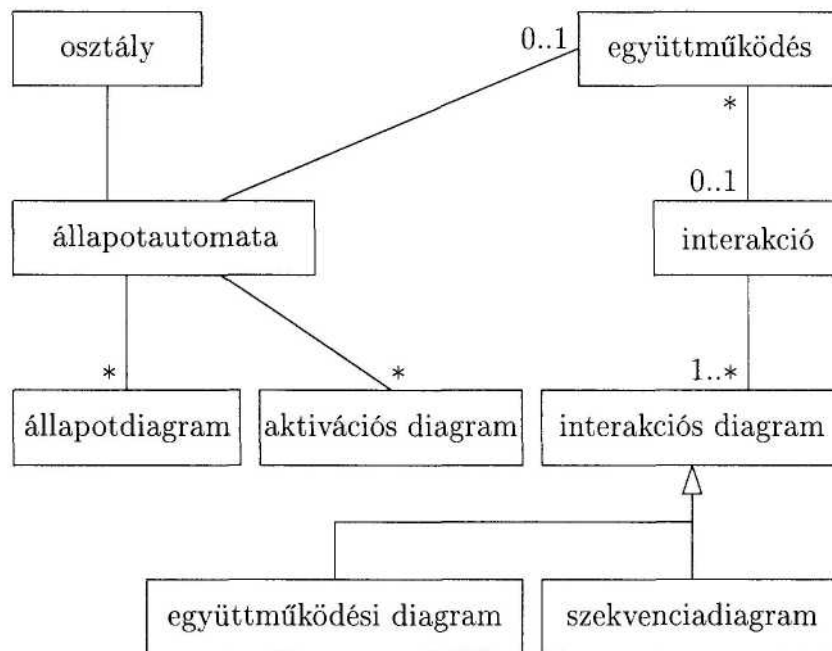 osztály
0..1
együttműködés
*
0..1
állapotautomata
interakció
*
*
1..*
állapotdiagram
aktivációs diagram
interakciós diagram
együttműködési diagram
szekvenciadiagram